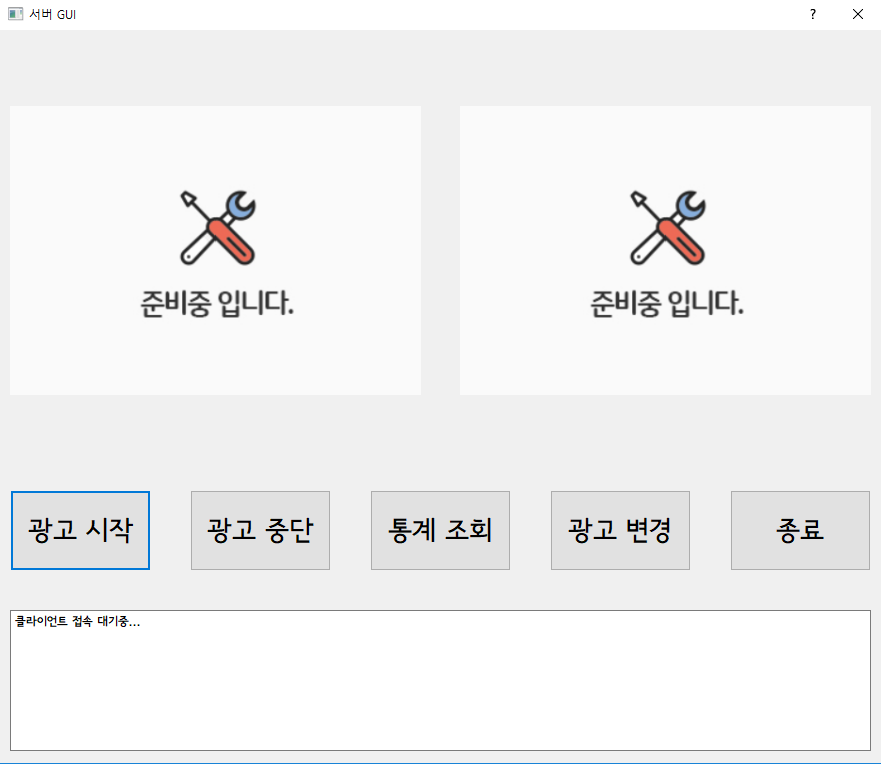 서버 GUI
?
준비중 입니다.
준비중 입니다.
광고 시작
광고 중단
통계 조회
광고 변경
종료
클라이언트 접속 대기중...